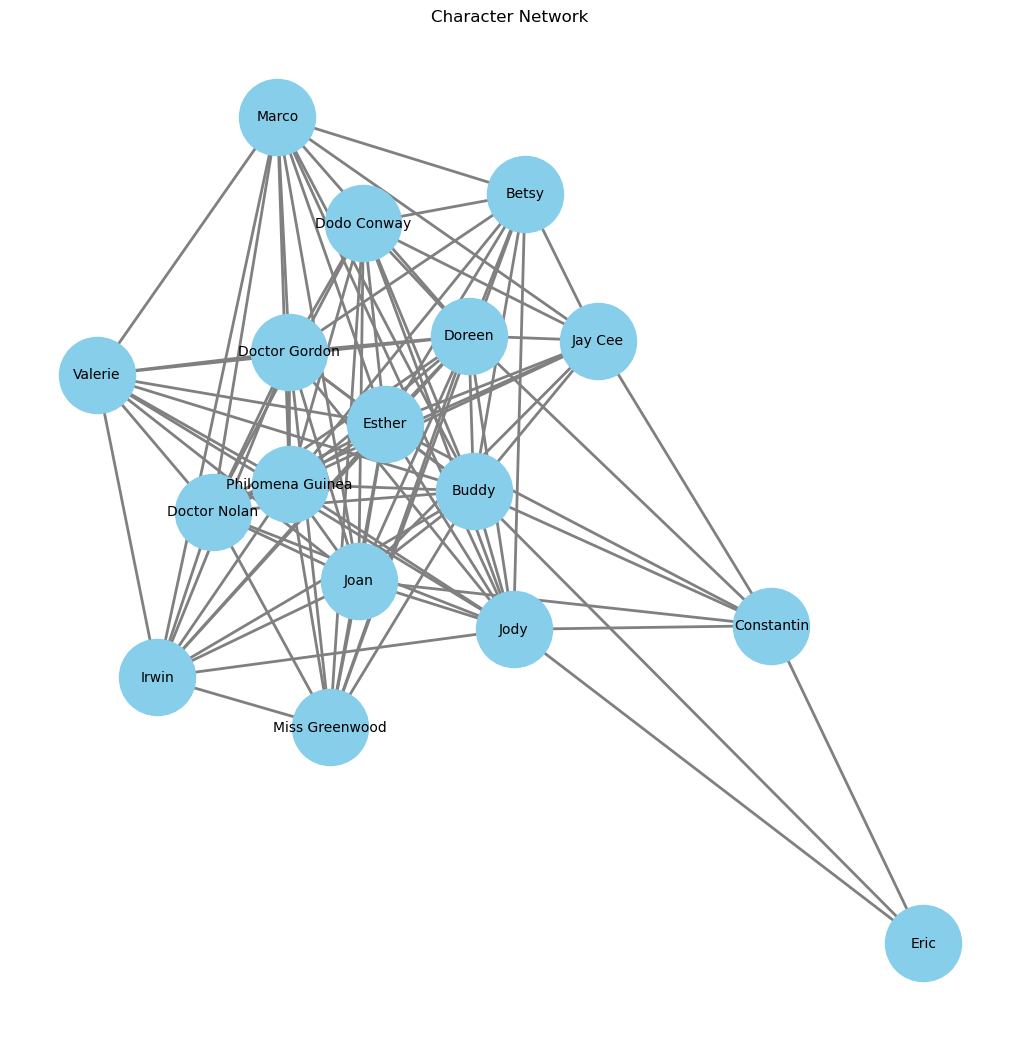 Character Network
Marco
Betsy
Dodo Conway
Doreen
Jay Cee
Doctor Gordon
Valerie
Esther
Philomena Guinea
Buddy
Doctor Nolan
Joan
Constantin
Jody
Irwin
Miss Greenwood
Eric